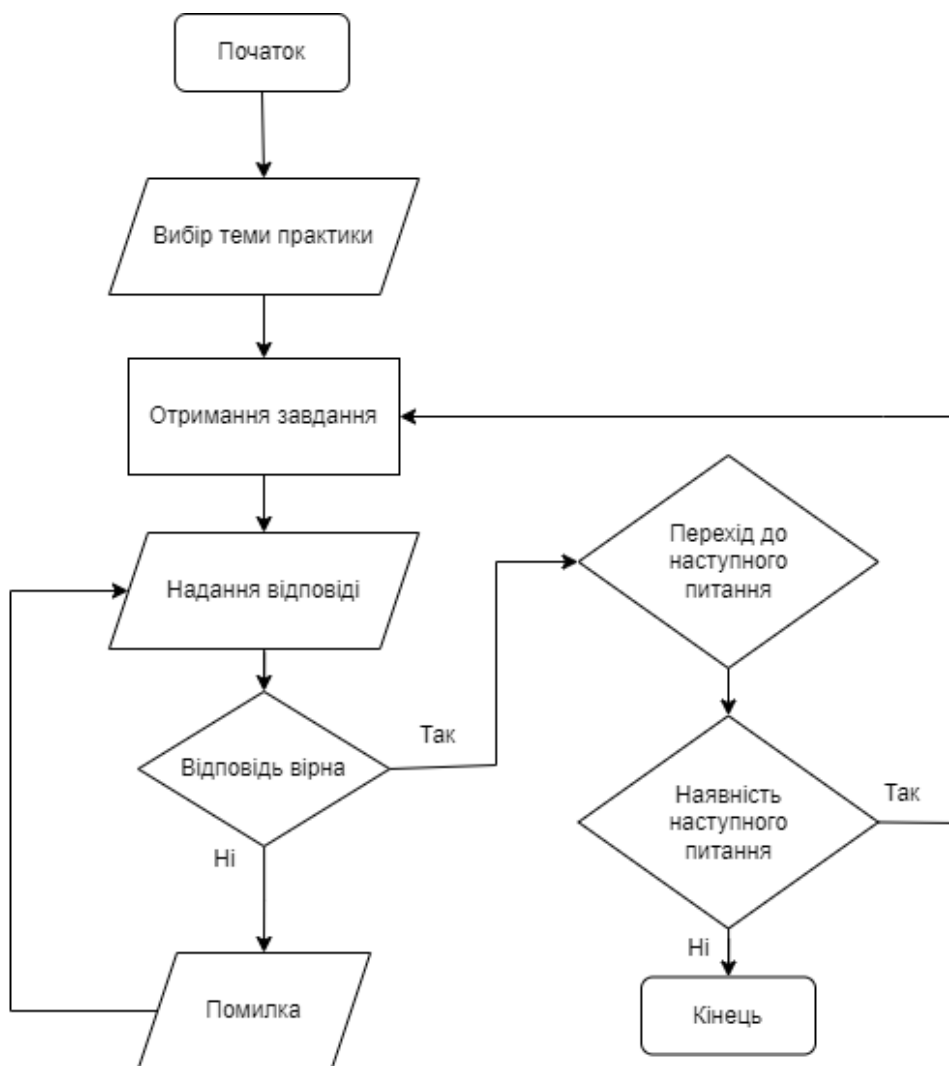 Початок
Вибір теми практики
Отримання завдання
Надання відповіді
Відповідь вірна
Так
Ні
Помилка
Перехід до
наступного
питання
Наявність
наступного
питання
Так
Ні
Кінець